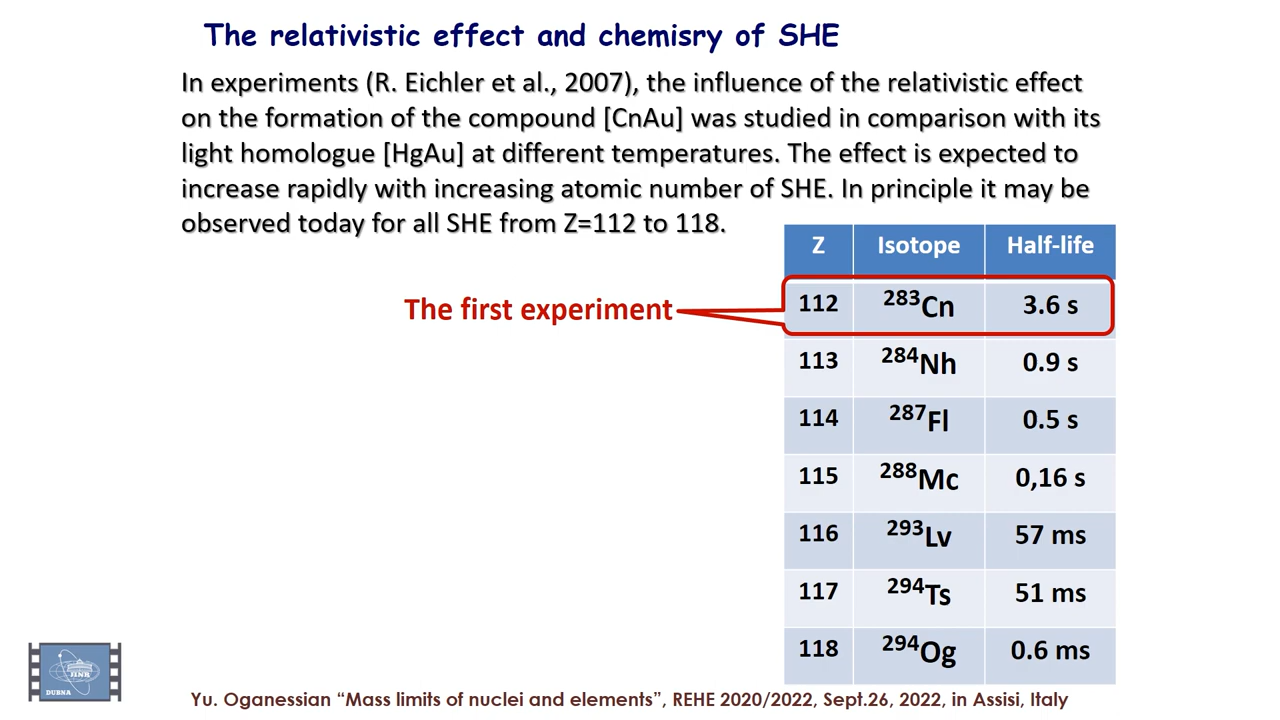 The relativistic effect and chemisry of SHE
In experiments (R. Eichler et al., 2007), the influence of the relativistic effect
on the formation of the compound [CnAu] was studied in comparison with its
light homologue [HgAu] at different temperatures. The effect is expected to
increase rapidly with increasing atomic number of SHE. In principle it may be
observed today for all SHE from Z=112 to 118.
Z Isotope Half-life
The first experiment
112 ²⁸³Cn 3.6 s
113 ²⁸⁴Nh 0.9 s
114 ²⁸⁷Fl 0.5 s
115 ²⁸⁸Mc 0,16 s
116 ²⁹³Lv 57 ms
117 ²⁹⁴Ts 51 ms
118 ²⁹⁴Og 0.6 ms
JINR
DUBNA
Yu. Oganessian “Mass limits of nuclei and elements”, REHE 2020/2022, Sept.26, 2022, in Assisi, Italy